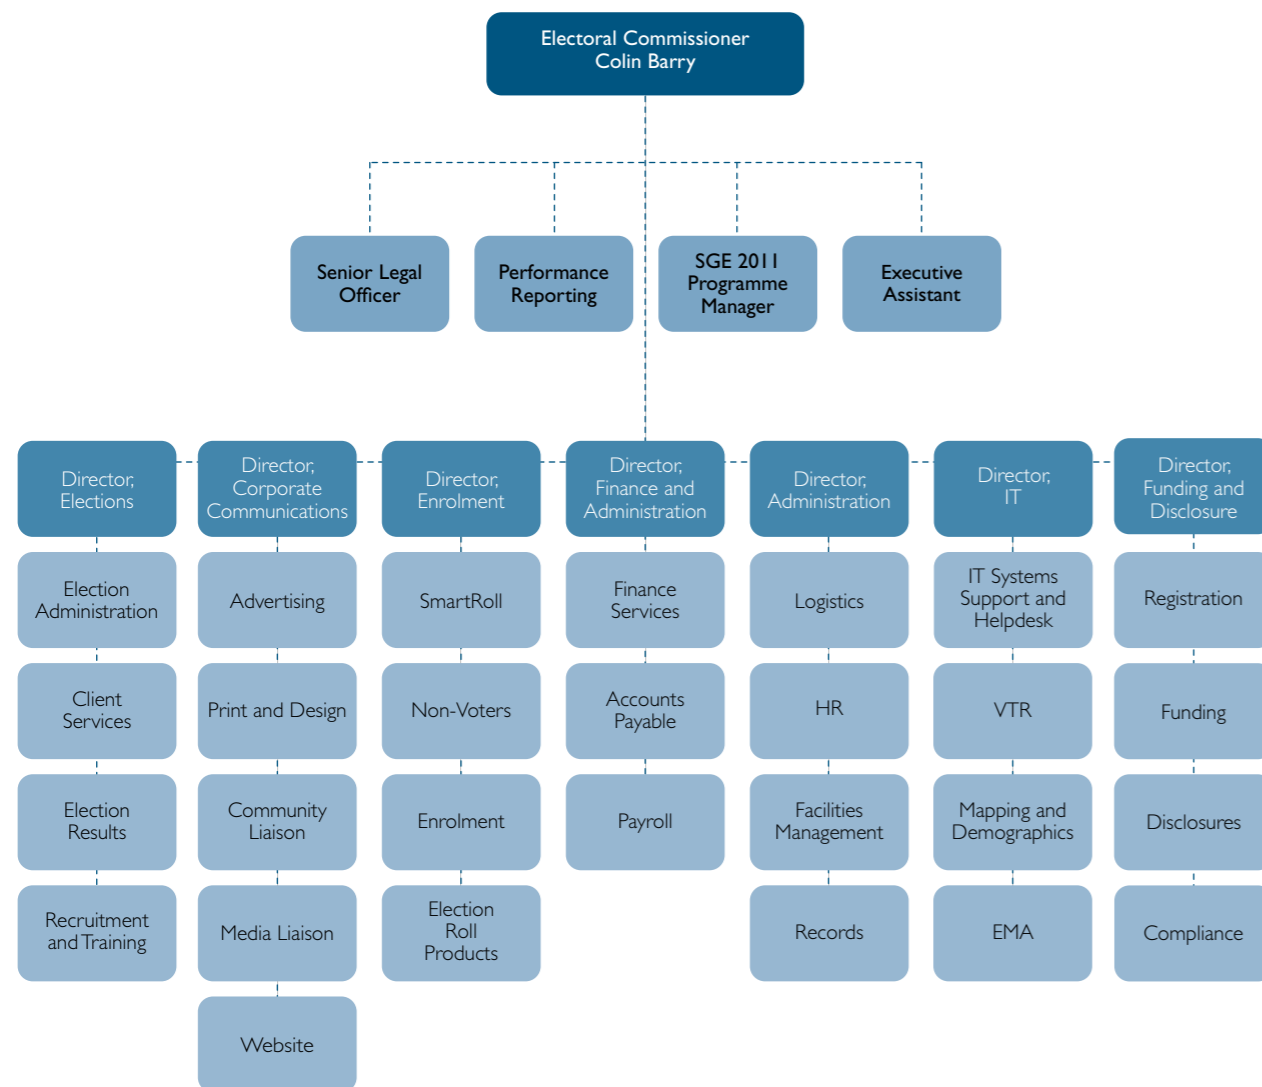 Electoral Commissioner
Colin Barry
Senior Legal
Officer
Performance
Reporting
SGE 2011
Programme
Manager
Executive
Assistant
Director,
Elections
Director,
Corporate
Communications
Director,
Enrolment
Director,
Finance and
Administration
Director,
Administration
Director,
IT
Director,
Funding and
Disclosure
Election
Administration
Advertising
SmartRoll
Finance
Services
Logistics
IT Systems
Support and
Helpdesk
Registration
Client
Services
Print and Design
Non-Voters
Accounts
Payable
HR
VTR
Funding
Election
Results
Community
Liaison
Enrolment
Payroll
Facilities
Management
Mapping and
Demographics
Disclosures
Recruitment
and Training
Media Liaison
Election
Roll
Products
Records
EMA
Compliance
Website